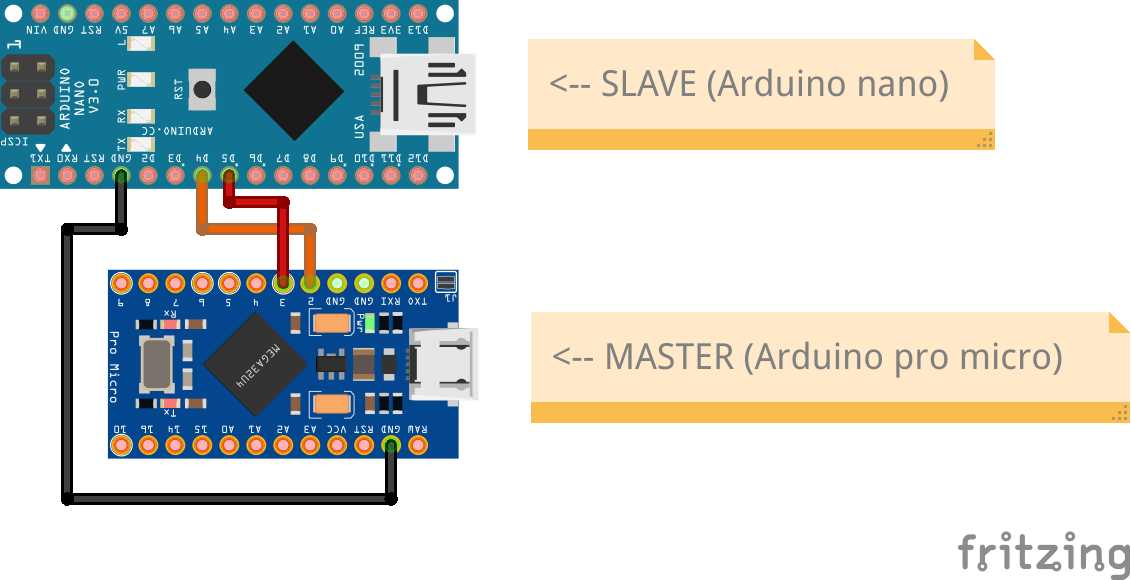 VIN GND RST 5V A7 A6 A5 A4 A3 A2 A1 A0 REF 3V3 D13
1
L
PWR
RX
TX
ARDUINO
NANO
V3.0
RST
ARDUINO.CC
2009
USA
ICSP
TX1 RX0 RST GND D2 D3 D4 D5 D6 D7 D8 D9 D10 D11 D12
<-- SLAVE (Arduino nano)
9 8 7 6 5 4 3 2 GND GND RXI TXO
J1
Rx
Pwr
Pro Micro
MEGA32U4
Tx
10 16 14 15 A0 A1 A2 A3 VCC RST GND RAW
<-- MASTER (Arduino pro micro)
fritzing